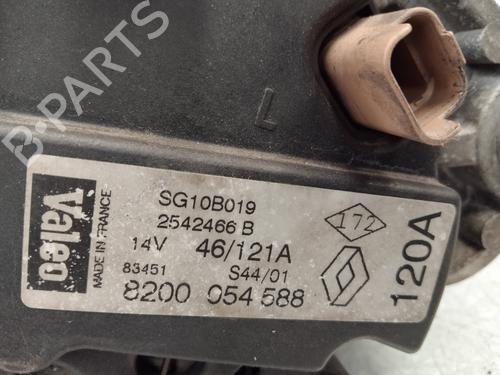 B-PARTS
L
Valeo
MADE IN FRANCE
SG10B019
2542466 B
14V 46/121A
83451 S44/01
8200 054 588
172
120A